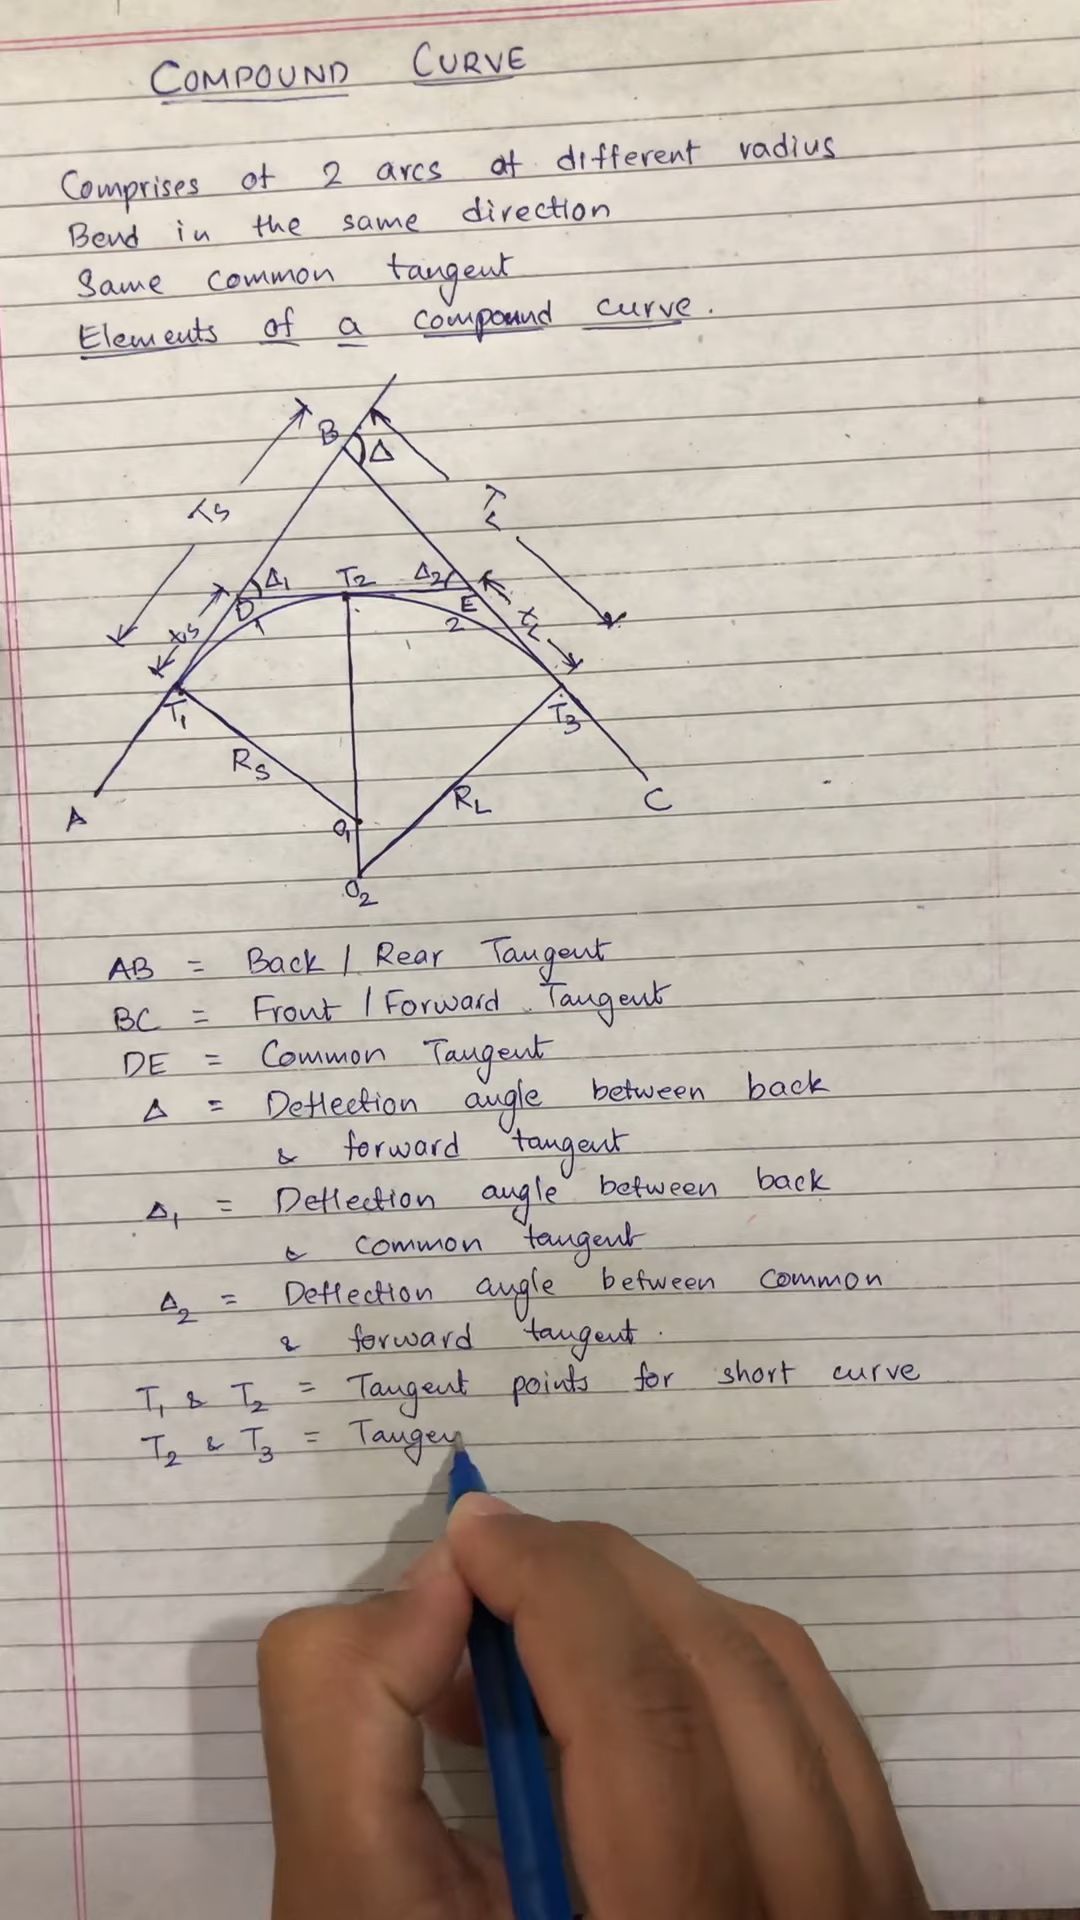 COMPOUND CURVE
Comprises of 2 arcs of different radius
Bend in the same direction
Same common tangent
Elements of a compound curve.
B
Δ
TS
TL
Δ1
T2
Δ2
D
E
tS
1
2
tL
T1
T3
RS
RL
A
C
O1
O2
AB = Back / Rear Tangent
BC = Front / Forward Tangent
DE = Common Tangent
Δ = Deflection angle between back
& forward tangent
Δ1 = Deflection angle between back
& common tangent
Δ2 = Deflection angle between common
& forward tangent.
T1 & T2 = Tangent points for short curve
T2 & T3 = Tangen